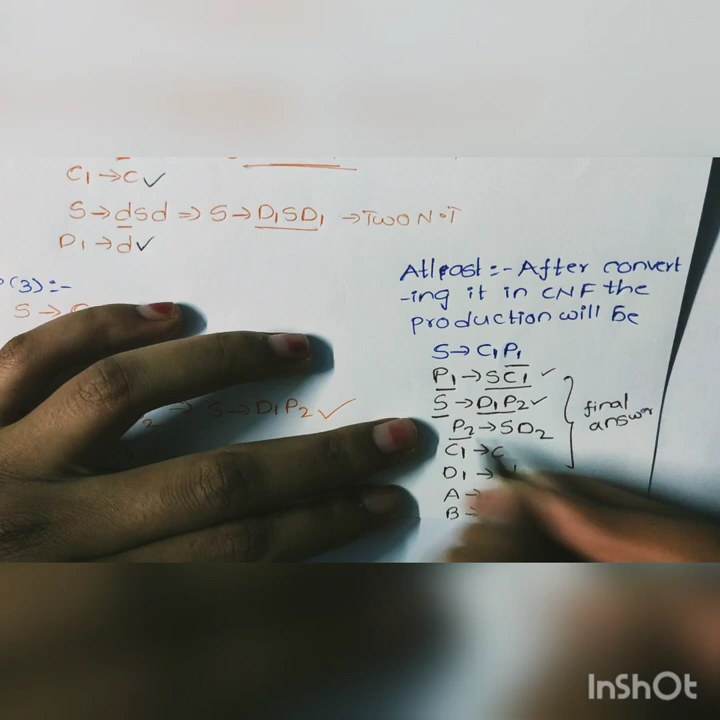 C1→C✓
S→dsd⇒S→D1SD1→TWO N.T
D1→d✓
(3):-
S→
S→D1P2✓
Atlast:-After convert
-ing it in CNF the
production will be
S→C1P1
P1→SC1✓
S→D1P2✓
P2→SD2
C1→C
D1→
A→
B→
final
answer
InShOt